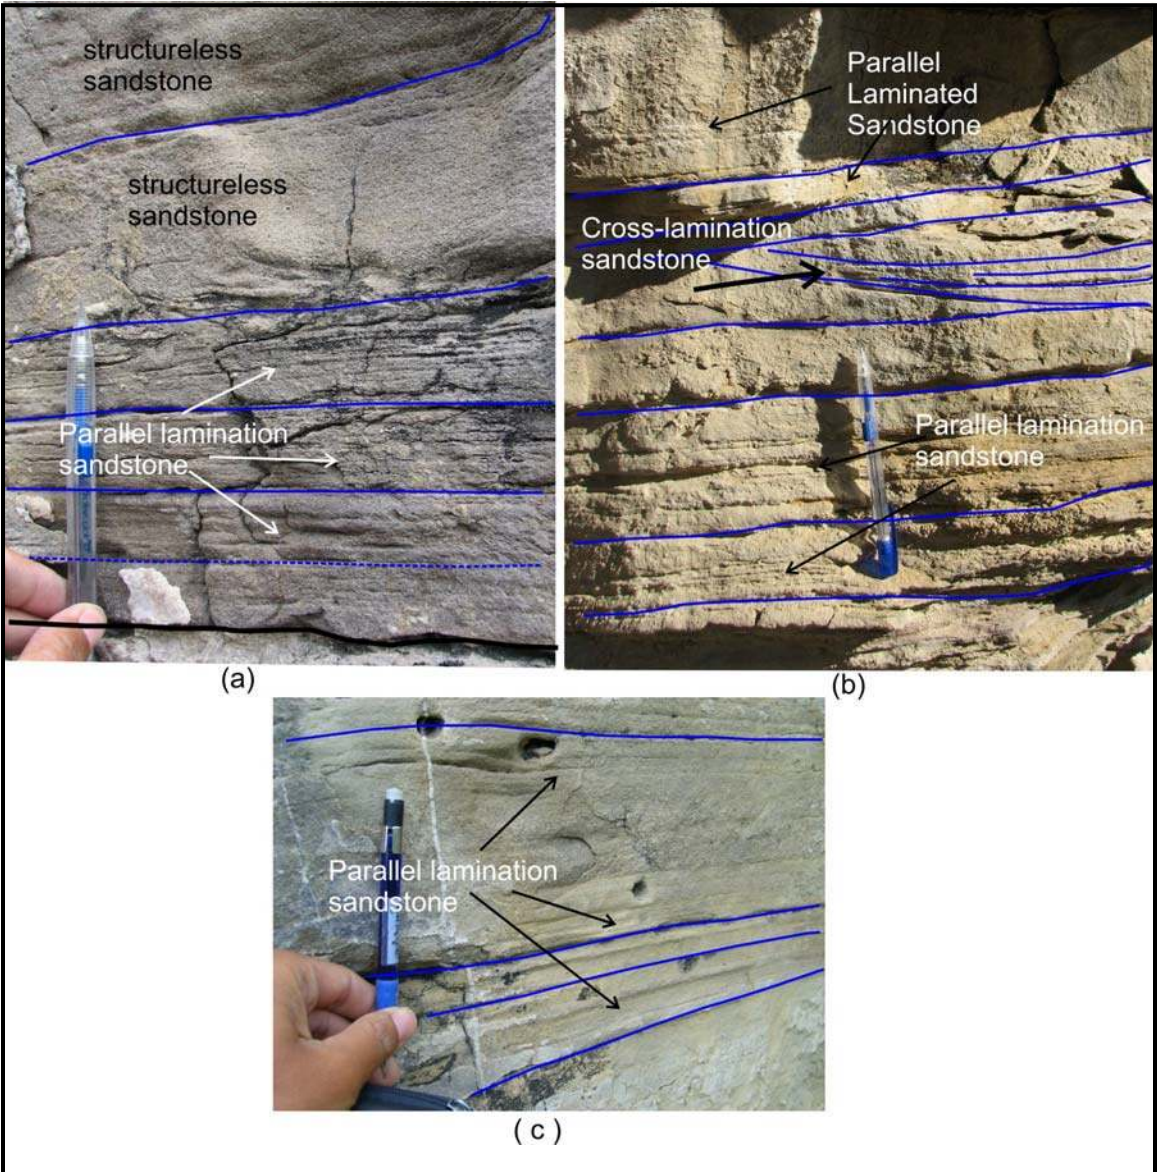 structureless
sandstone
structureless
sandstone
Parallel lamination
sandstone
(a)
Parallel
Laminated
Sandstone
Cross-lamination
sandstone
Parallel lamination
sandstone
(b)
Parallel lamination
sandstone
( c )